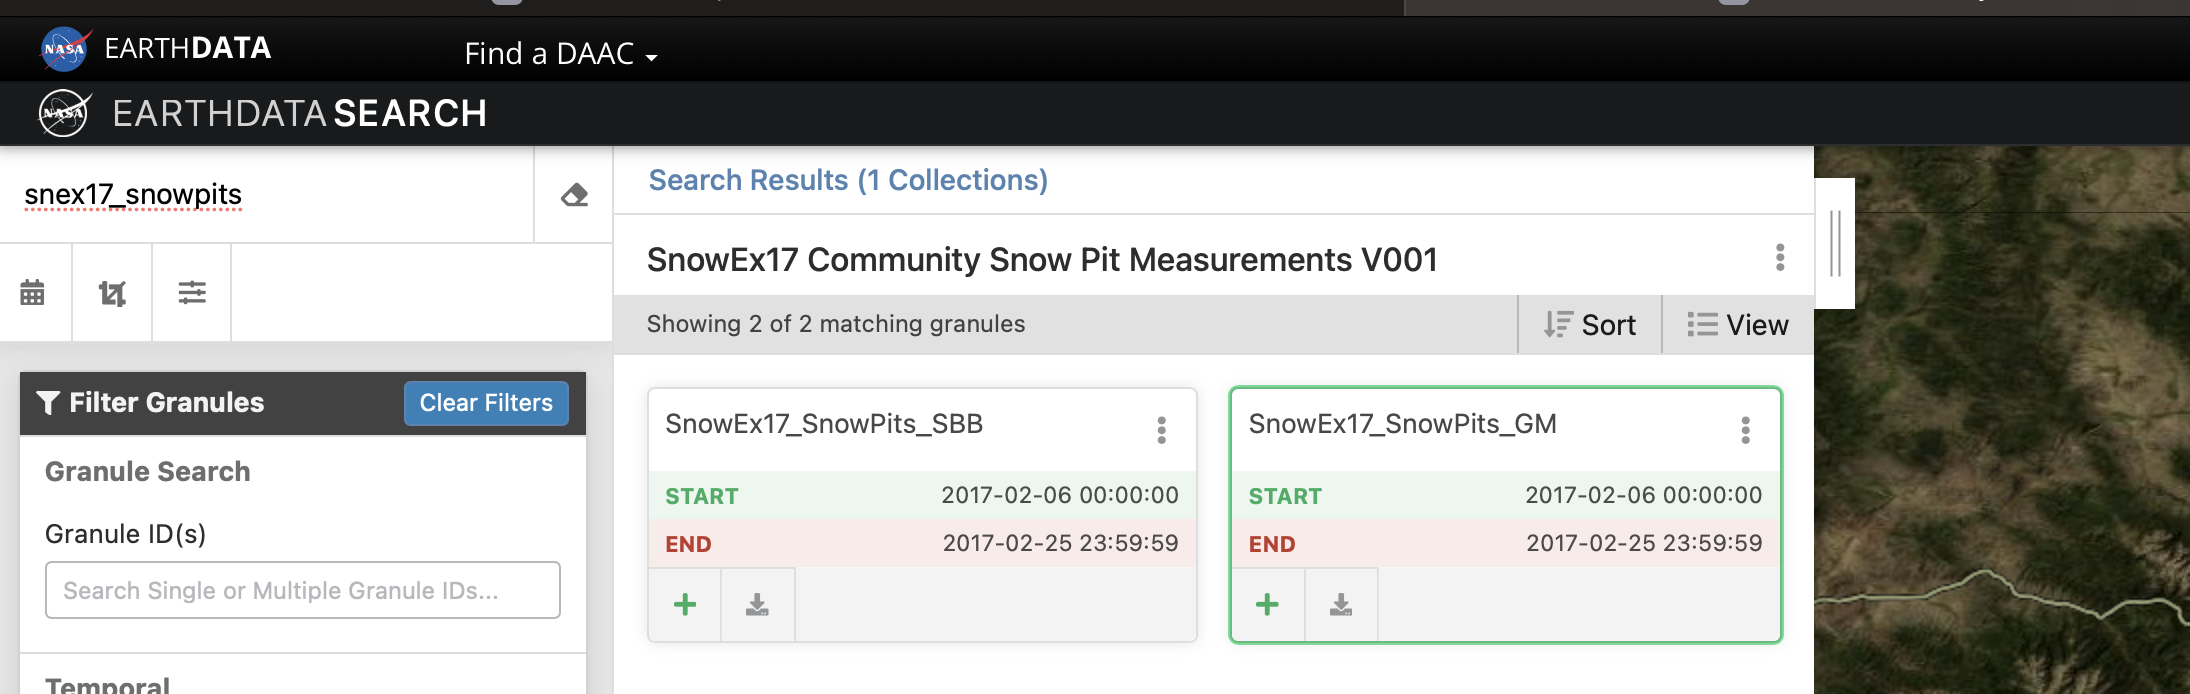 NASA EARTHDATA
Find a DAAC
NASA EARTHDATA SEARCH
snex17_snowpits
Search Results (1 Collections)
SnowEx17 Community Snow Pit Measurements V001
Showing 2 of 2 matching granules
Sort
View
Filter Granules
Clear Filters
Granule Search
Granule ID(s)
Search Single or Multiple Granule IDs...
Temporal
SnowEx17_SnowPits_SBB
START 2017-02-06 00:00:00
END 2017-02-25 23:59:59
SnowEx17_SnowPits_GM
START 2017-02-06 00:00:00
END 2017-02-25 23:59:59